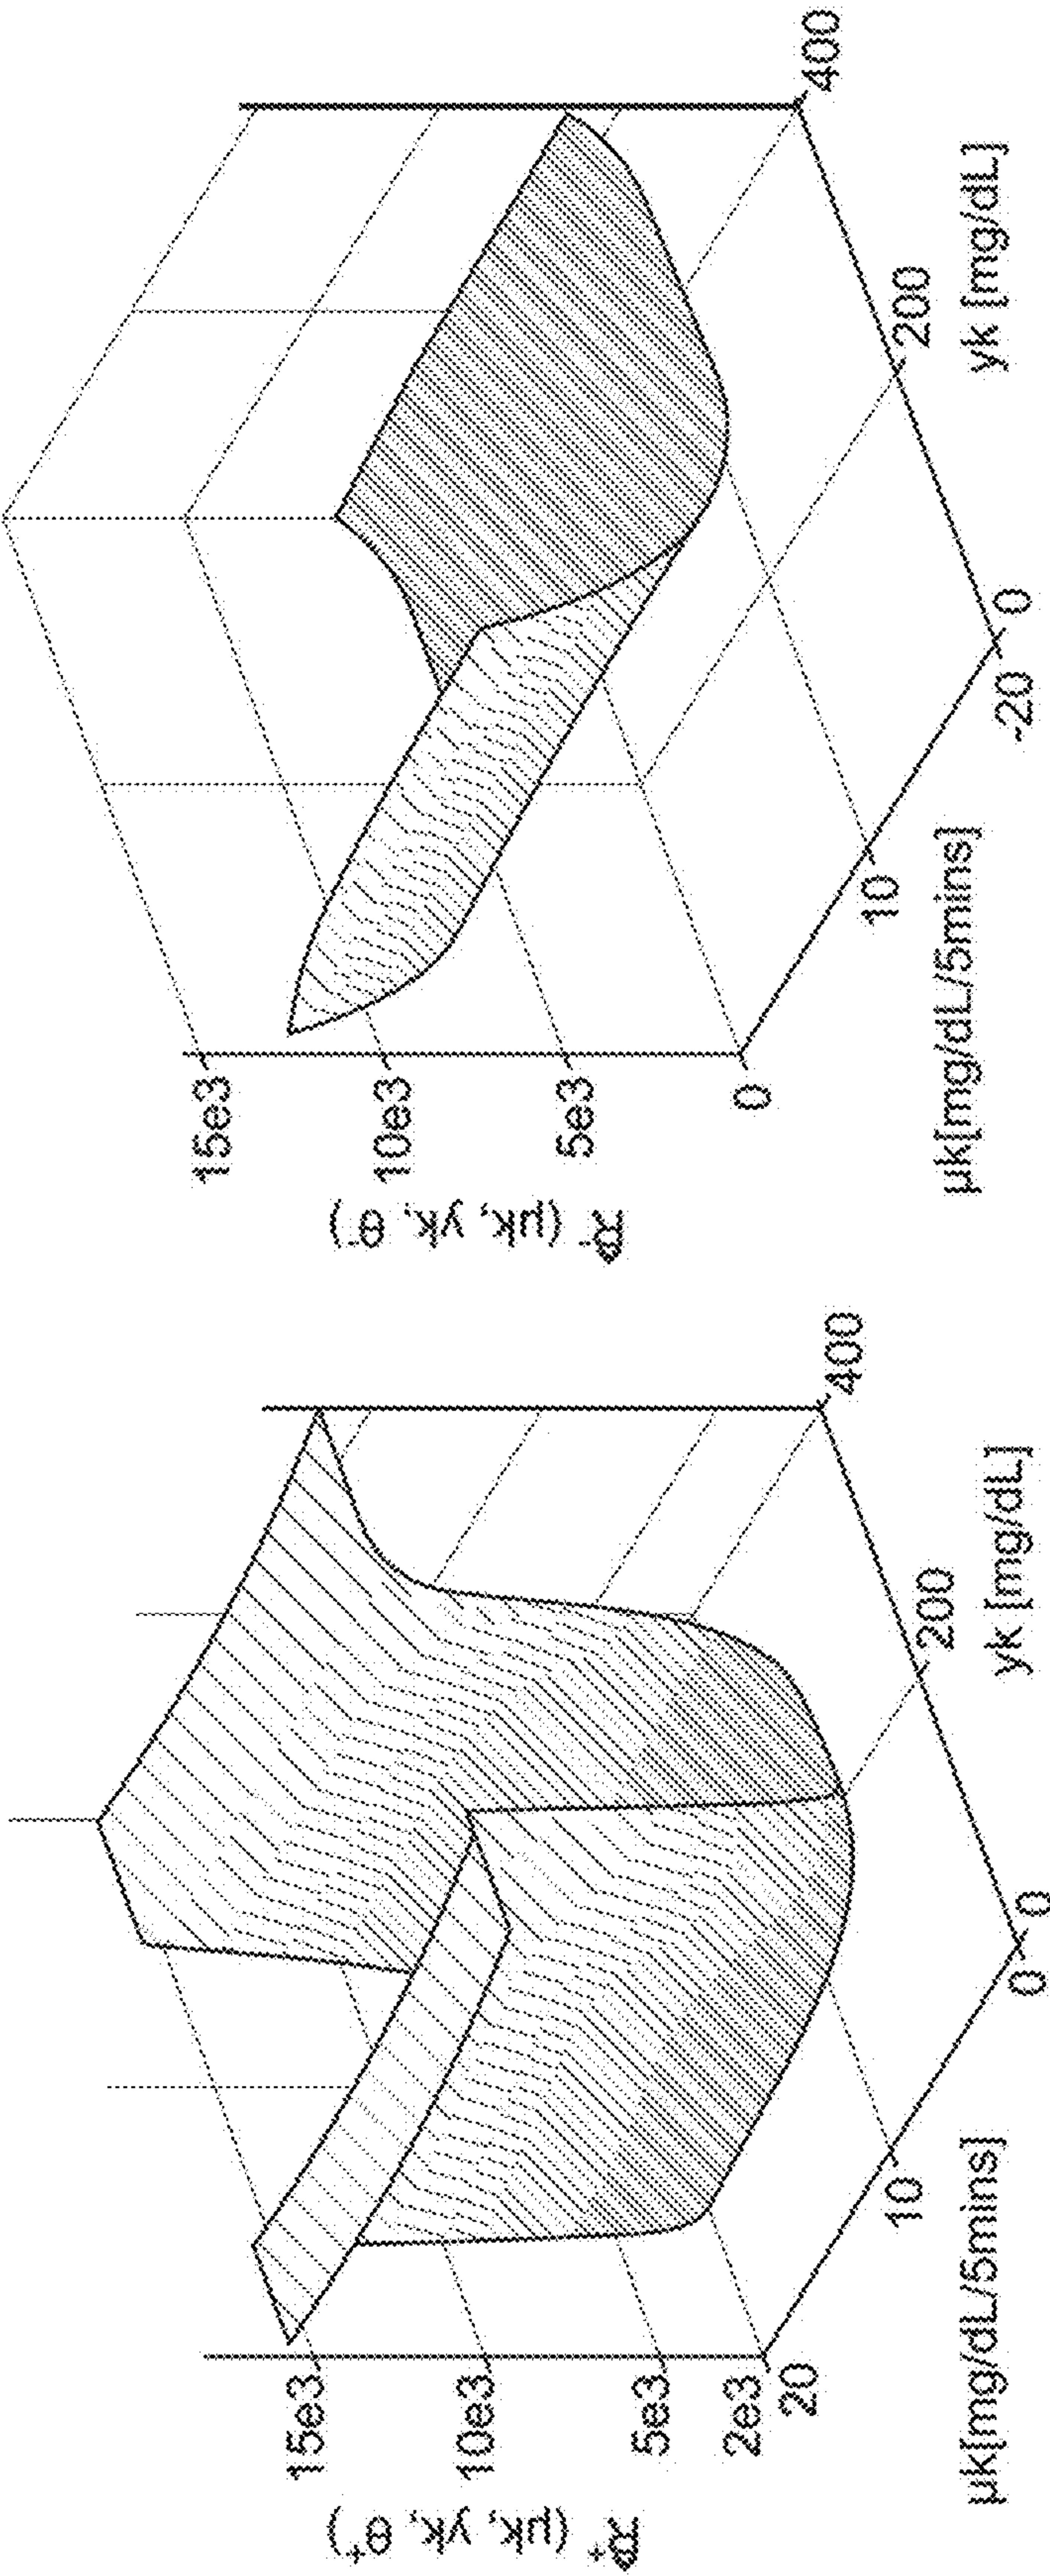 ℛ⁺ (µk, yk, θ⁺)
15e3
10e3
5e3
2e3
20
10
0
0
200
400
µk[mg/dL/5mins]
yk [mg/dL]
ℛ⁻ (µk, yk, θ⁻)
15e3
10e3
5e3
0
10
-20
0
200
400
µk[mg/dL/5mins]
yk [mg/dL]